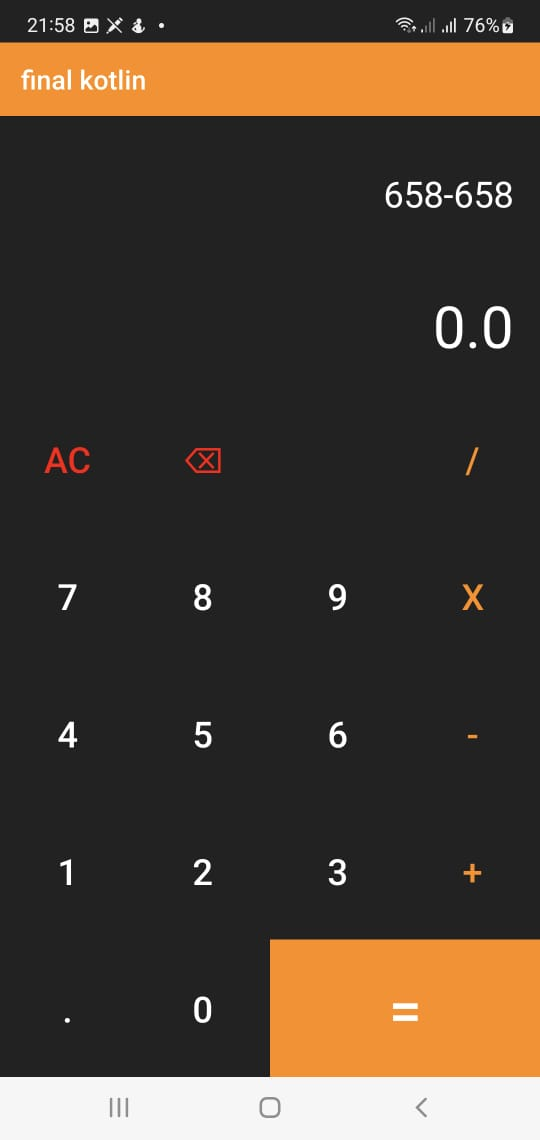 21:58 76%
final kotlin
658-658
0.0
AC /
7 8 9 X
4 5 6 -
1 2 3 +
. 0 =